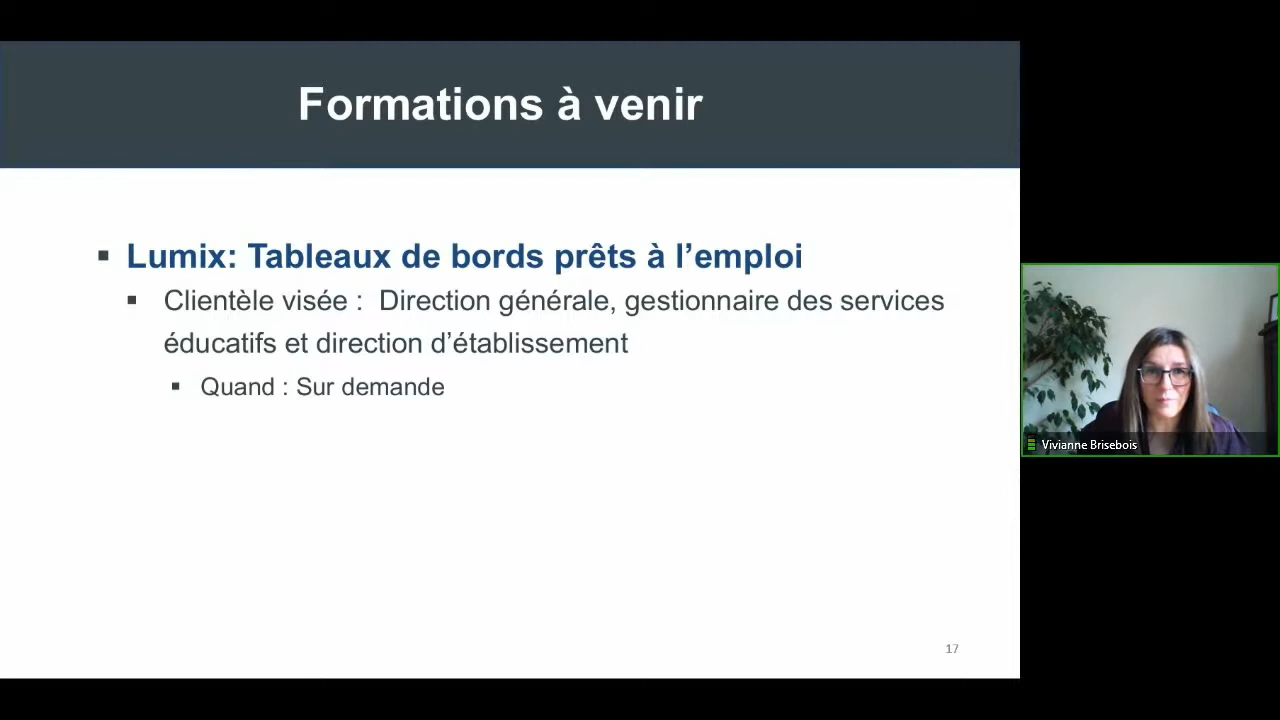 Formations à venir
Lumix: Tableaux de bords prêts à l’emploi
Clientèle visée :  Direction générale, gestionnaire des services
éducatifs et direction d’établissement
Quand : Sur demande
17
Vivianne Brisebois